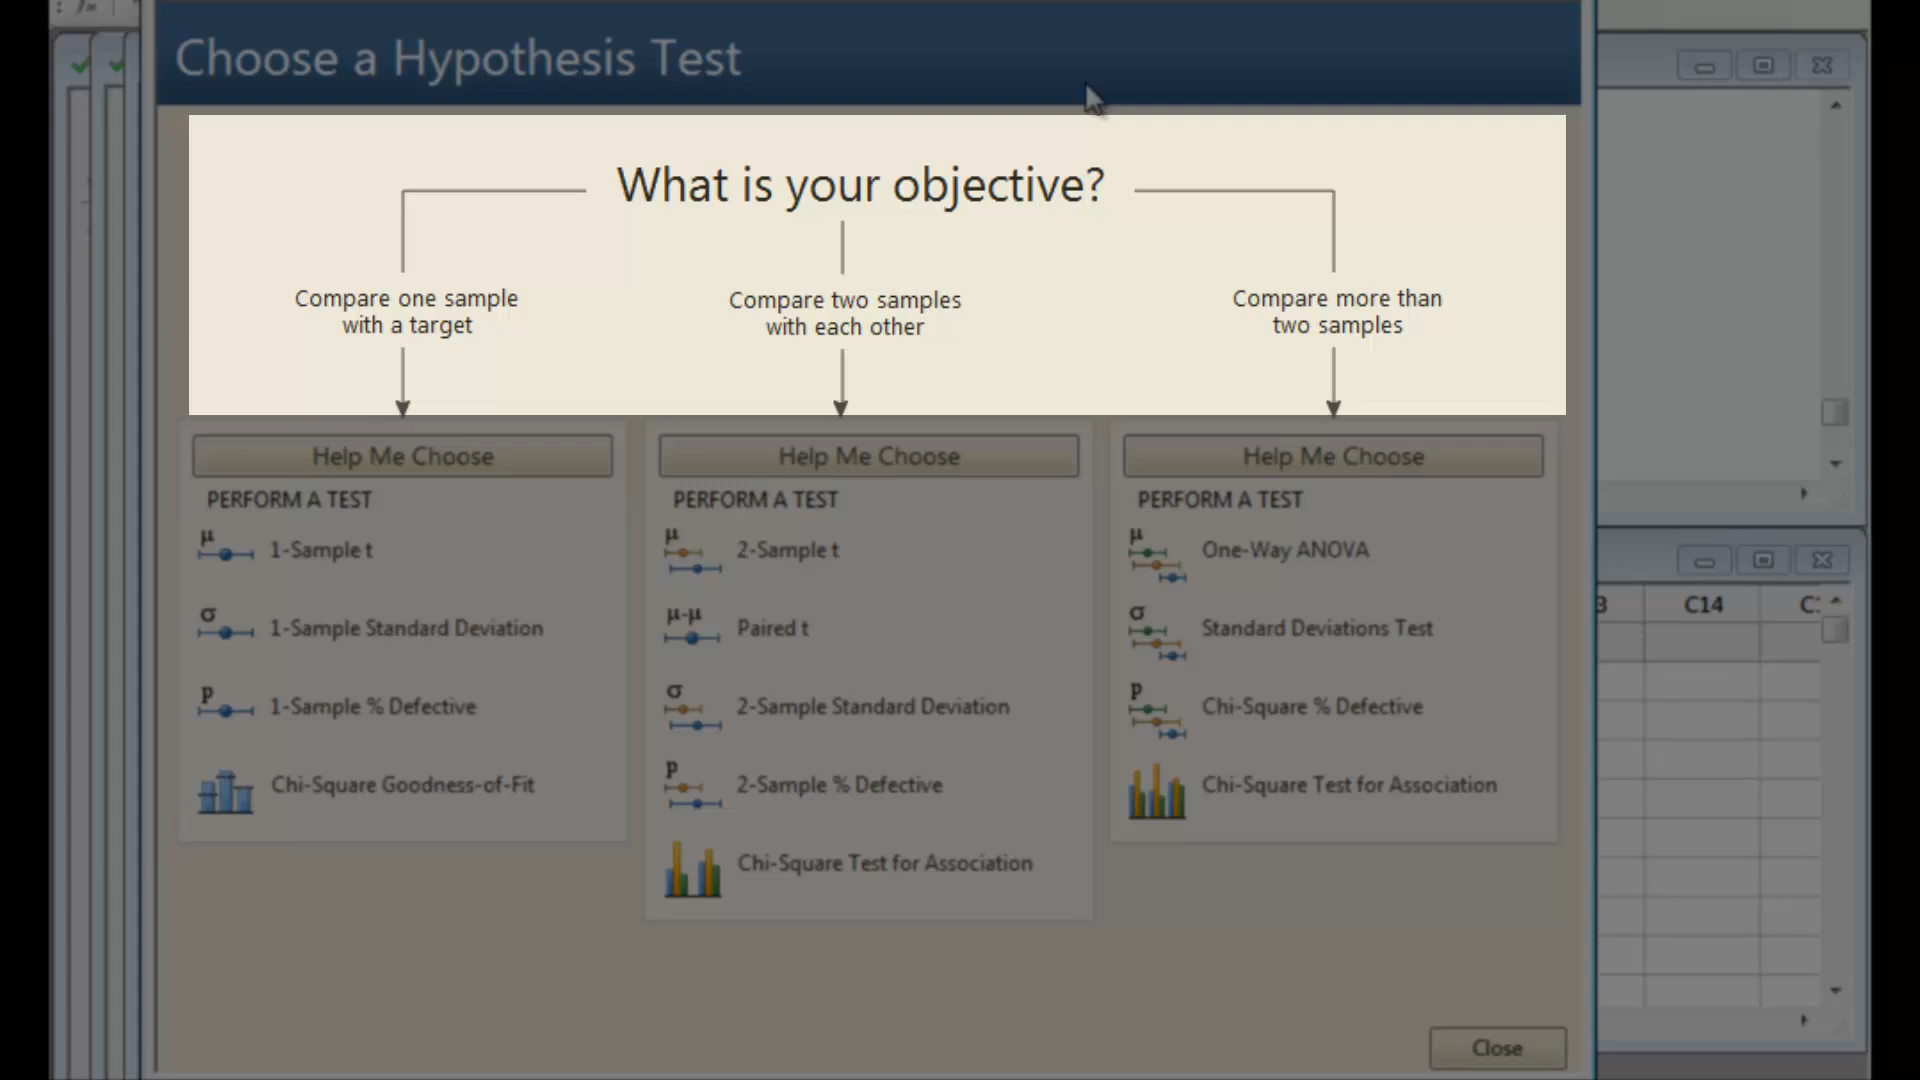 Choose a Hypothesis Test
What is your objective?
Compare one sample
with a target
Compare two samples
with each other
Compare more than
two samples
Help Me Choose
PERFORM A TEST
μ
1-Sample t
σ
1-Sample Standard Deviation
p
1-Sample % Defective
Chi-Square Goodness-of-Fit
Help Me Choose
PERFORM A TEST
μ
2-Sample t
μ-μ
Paired t
σ
2-Sample Standard Deviation
p
2-Sample % Defective
Chi-Square Test for Association
Help Me Choose
PERFORM A TEST
μ
One-Way ANOVA
σ
Standard Deviations Test
p
Chi-Square % Defective
Chi-Square Test for Association
C14
Close